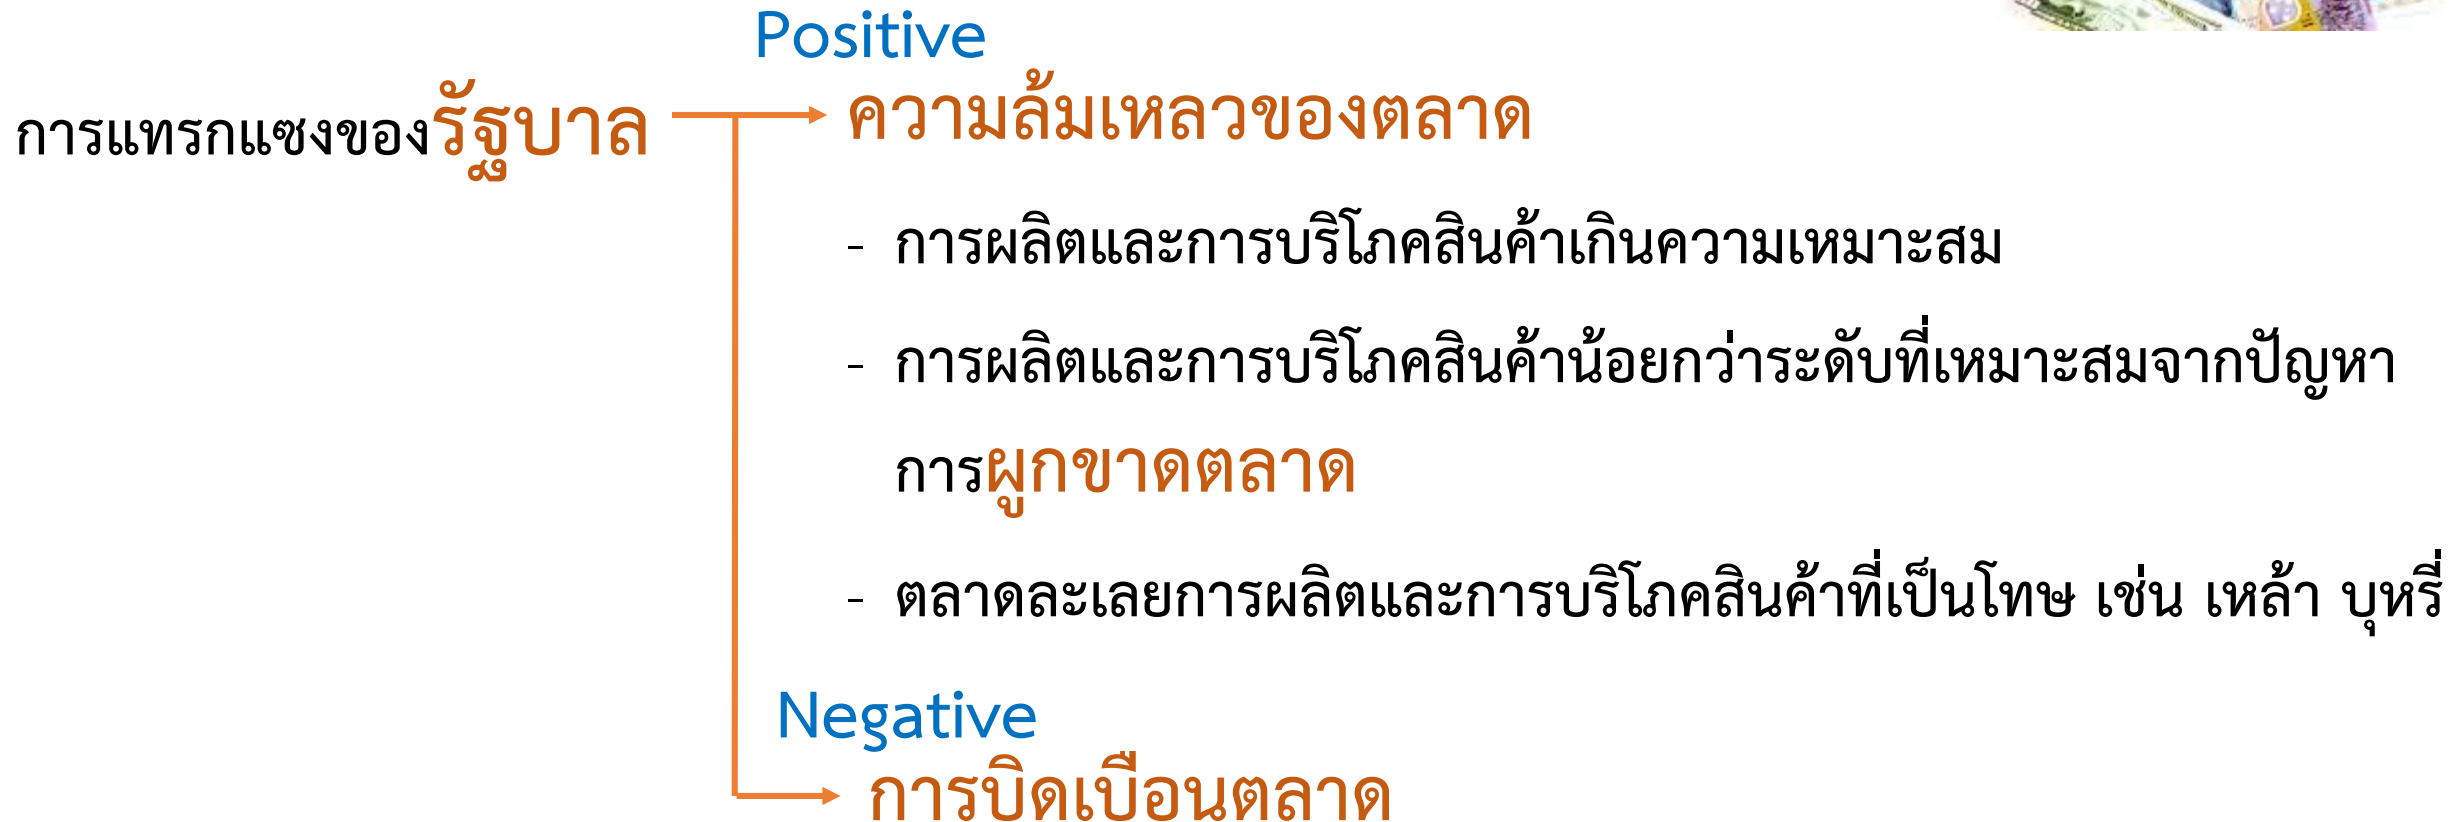 Positive
การแทรกแซงของรัฐบาล
ความล้มเหลวของตลาด
- การผลิตและการบริโภคสินค้าเกินความเหมาะสม
- การผลิตและการบริโภคสินค้าน้อยกว่าระดับที่เหมาะสมจากปัญหา
การผูกขาดตลาด
- ตลาดละเลยการผลิตและการบริโภคสินค้าที่เป็นโทษ เช่น เหล้า บุหรี่
Negative
การบิดเบือนตลาด